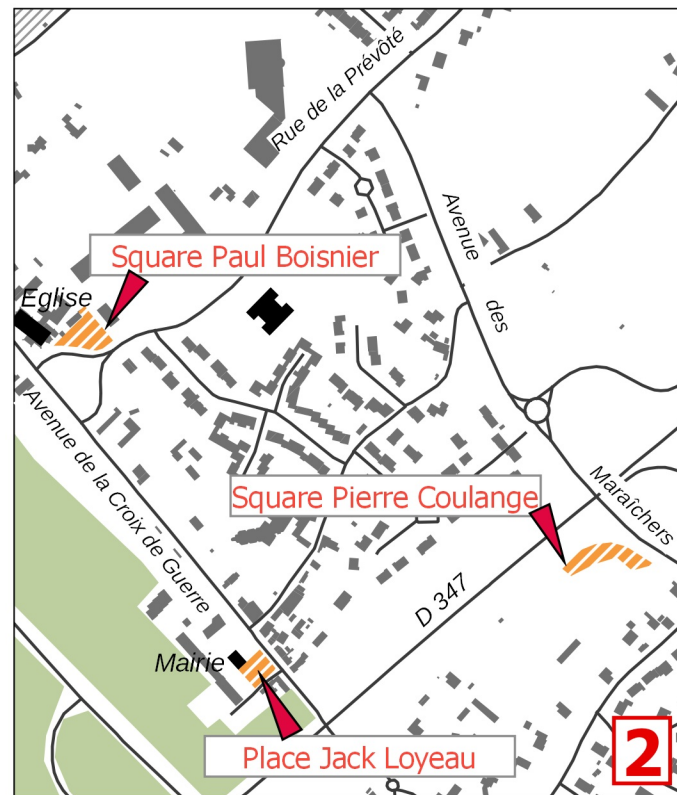 Rue de la Prévôté
Avenue des
Maraîchers
Square Paul Boisnier
Eglise
Avenue de la Croix de Guerre
Square Pierre Coulange
D 347
Mairie
Place Jack Loyeau
2